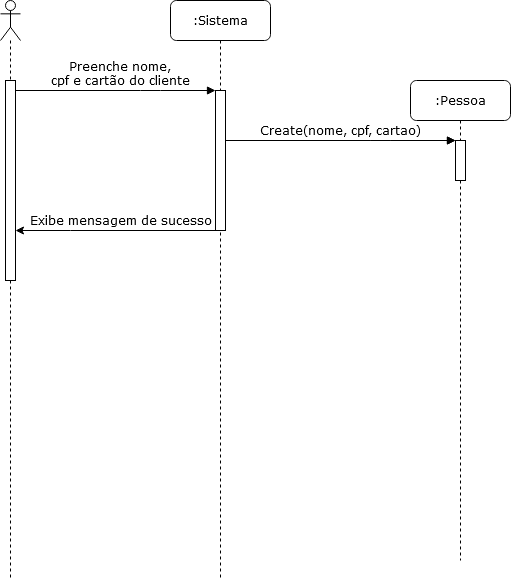 :Sistema
Preenche nome,
cpf e cartão do cliente
:Pessoa
Create(nome, cpf, cartao)
Exibe mensagem de sucesso